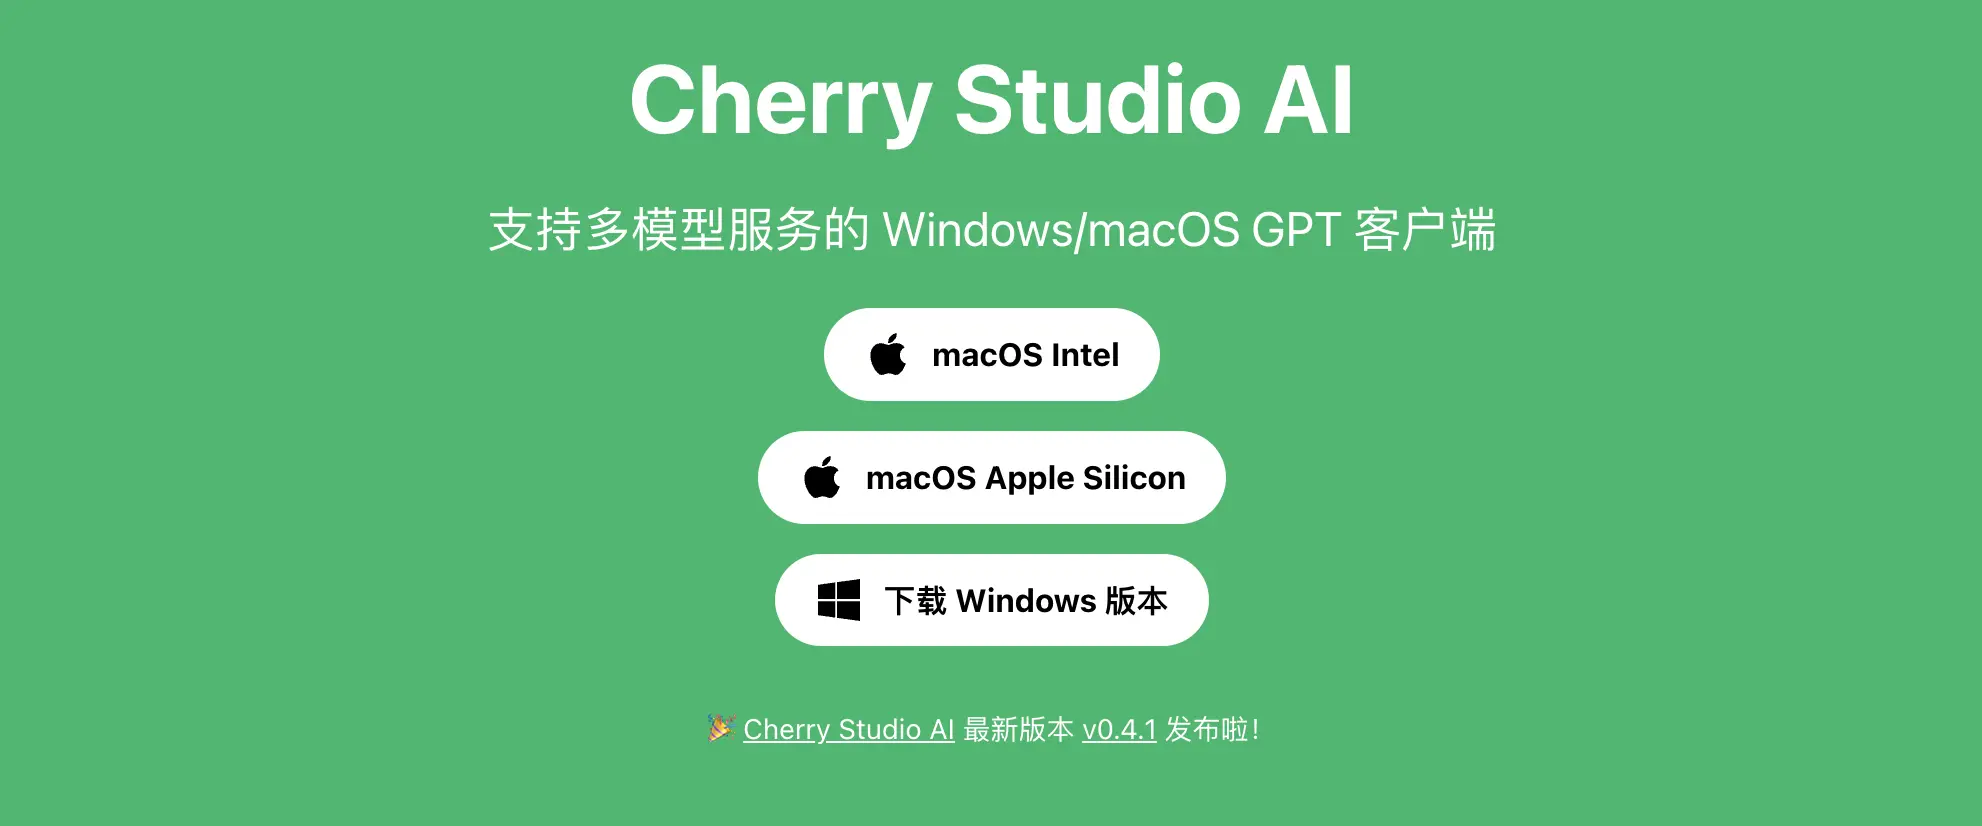 Cherry Studio AI
支持多模型服务的 Windows/macOS GPT 客户端
macOS Intel
macOS Apple Silicon
下载 Windows 版本
🎉 Cherry Studio AI 最新版本 v0.4.1 发布啦！